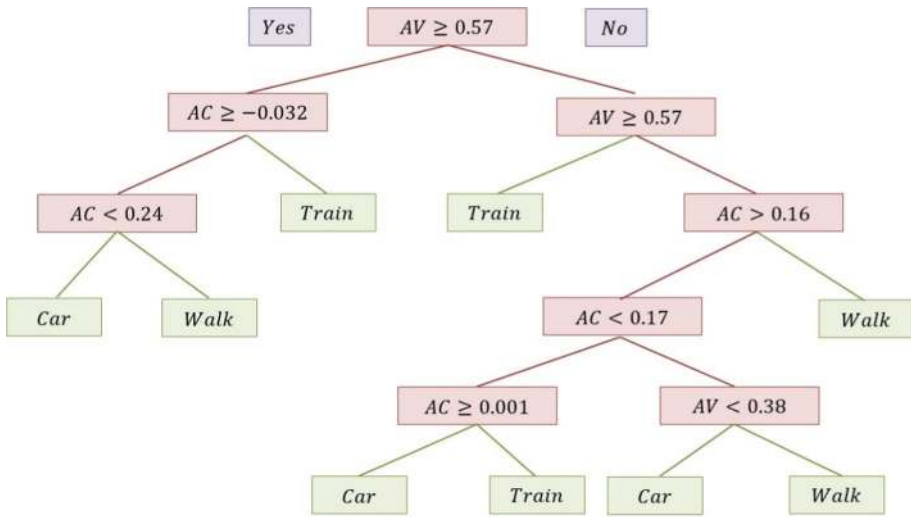 Yes
AV ≥ 0.57
No
AC ≥ −0.032
AV ≥ 0.57
AC < 0.24
Train
Train
AC > 0.16
Car
Walk
AC < 0.17
Walk
AC ≥ 0.001
AV < 0.38
Car
Train
Car
Walk